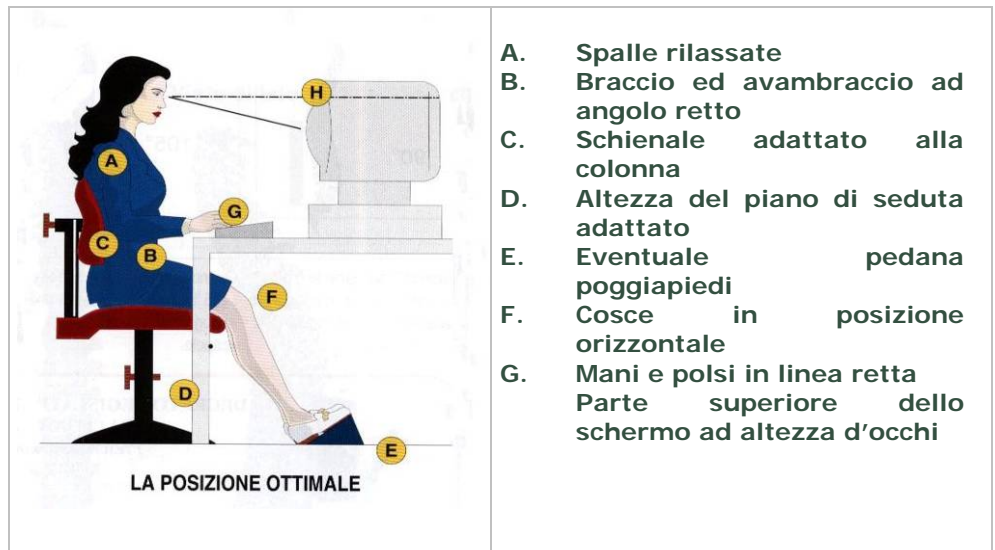 H
A
G
C
B
F
D
E
LA POSIZIONE OTTIMALE
A. Spalle rilassate
B. Braccio ed avambraccio ad
angolo retto
C. Schienale adattato alla
colonna
D. Altezza del piano di seduta
adattato
E. Eventuale pedana
poggiapiedi
F. Cosce in posizione
orizzontale
G. Mani e polsi in linea retta
Parte superiore dello
schermo ad altezza d'occhi